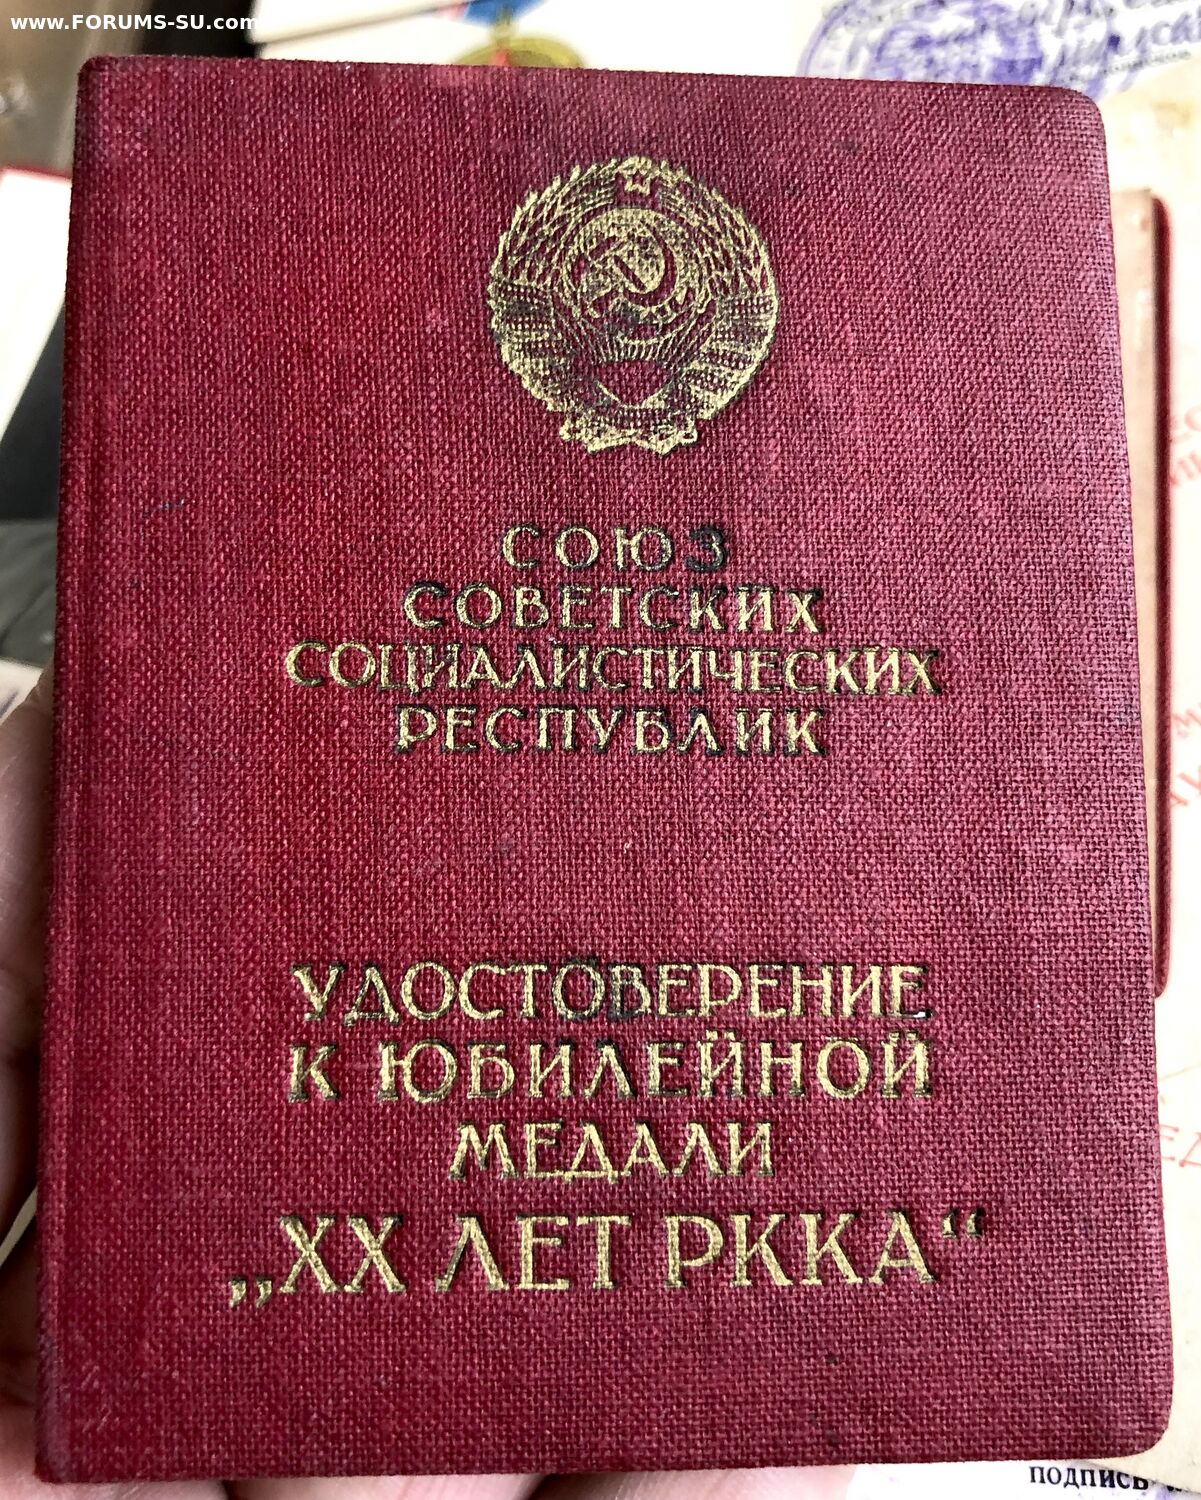 www.FORUMS-SU.com
СОЮЗ
СОВЕТСКИХ
СОЦИАЛИСТИЧЕСКИХ
РЕСПУБЛИК
УДОСТОВЕРЕНИЕ
К ЮБИЛЕЙНОЙ
МЕДАЛИ
„XX ЛЕТ РККА“
ПОДПИСЬ